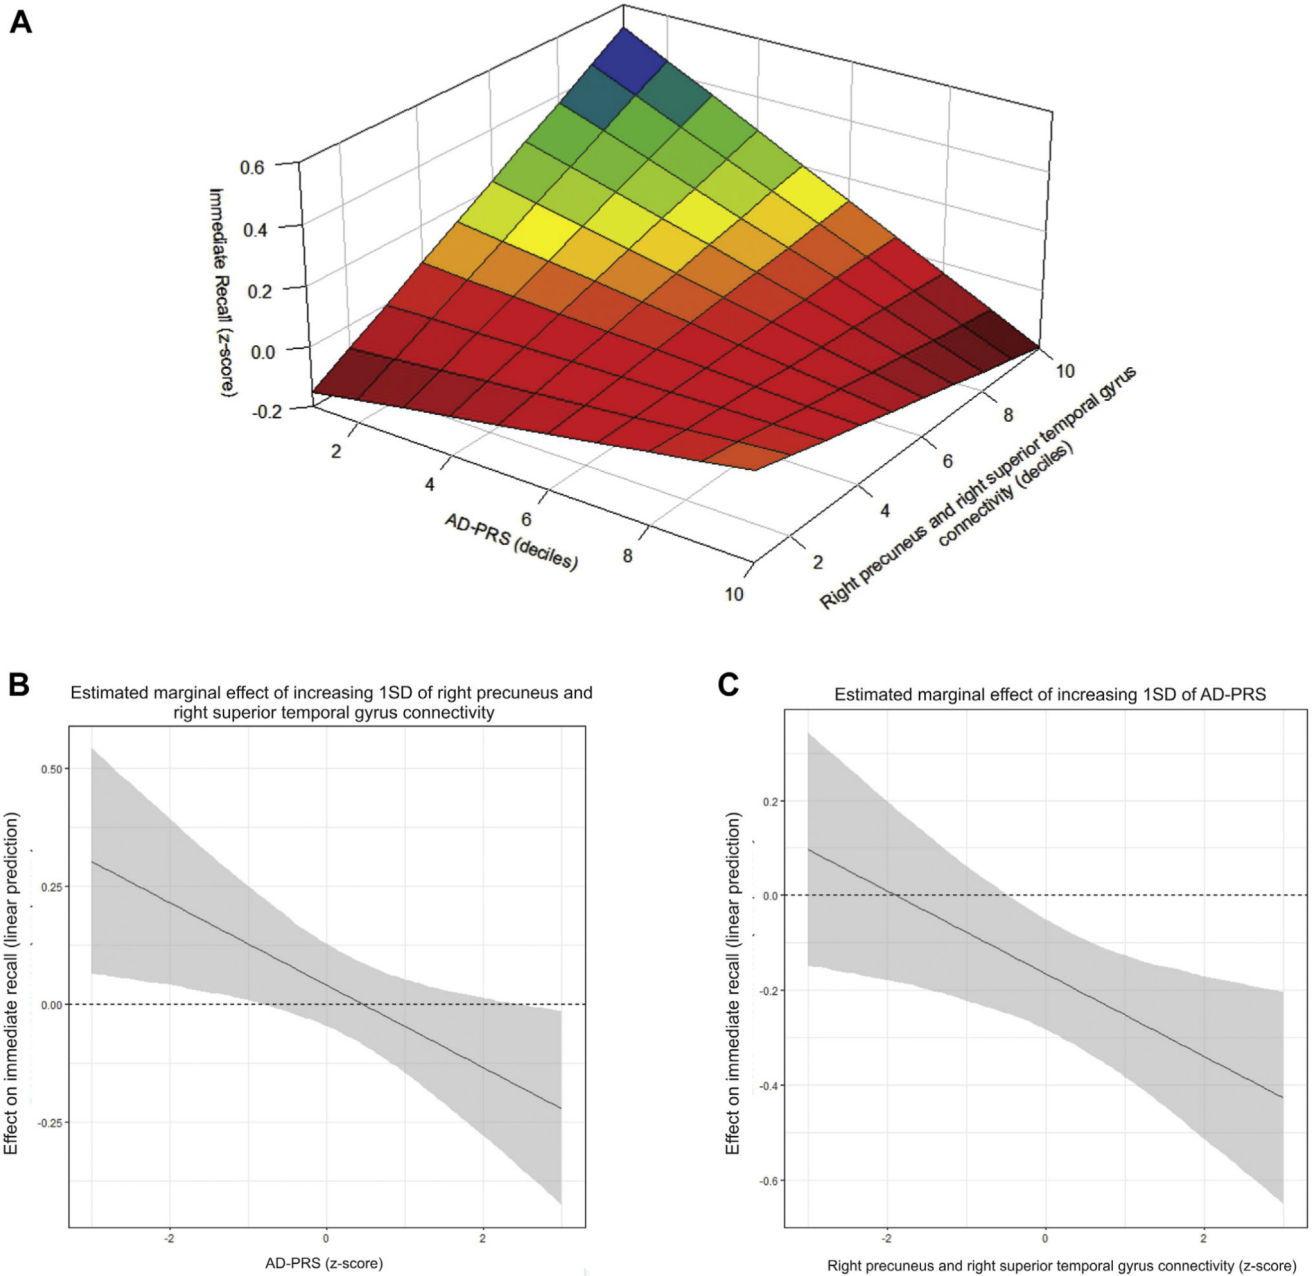 A
0.6
0.4
0.2
0.0
-0.2
Immediate Recall (z-score)
2
4
6
8
10
AD-PRS (deciles)
2
4
6
8
10
Right precuneus and right superior temporal gyrus
connectivity (deciles)
B
Estimated marginal effect of increasing 1SD of right precuneus and
right superior temporal gyrus connectivity
Effect on immediate recall (linear prediction)
0.50
0.25
0.00
-0.25
-2
0
2
AD-PRS (z-score)
C
Estimated marginal effect of increasing 1SD of AD-PRS
Effect on immediate recall (linear prediction)
0.2
0.0
-0.2
-0.4
-0.6
-2
0
2
Right precuneus and right superior temporal gyrus connectivity (z-score)